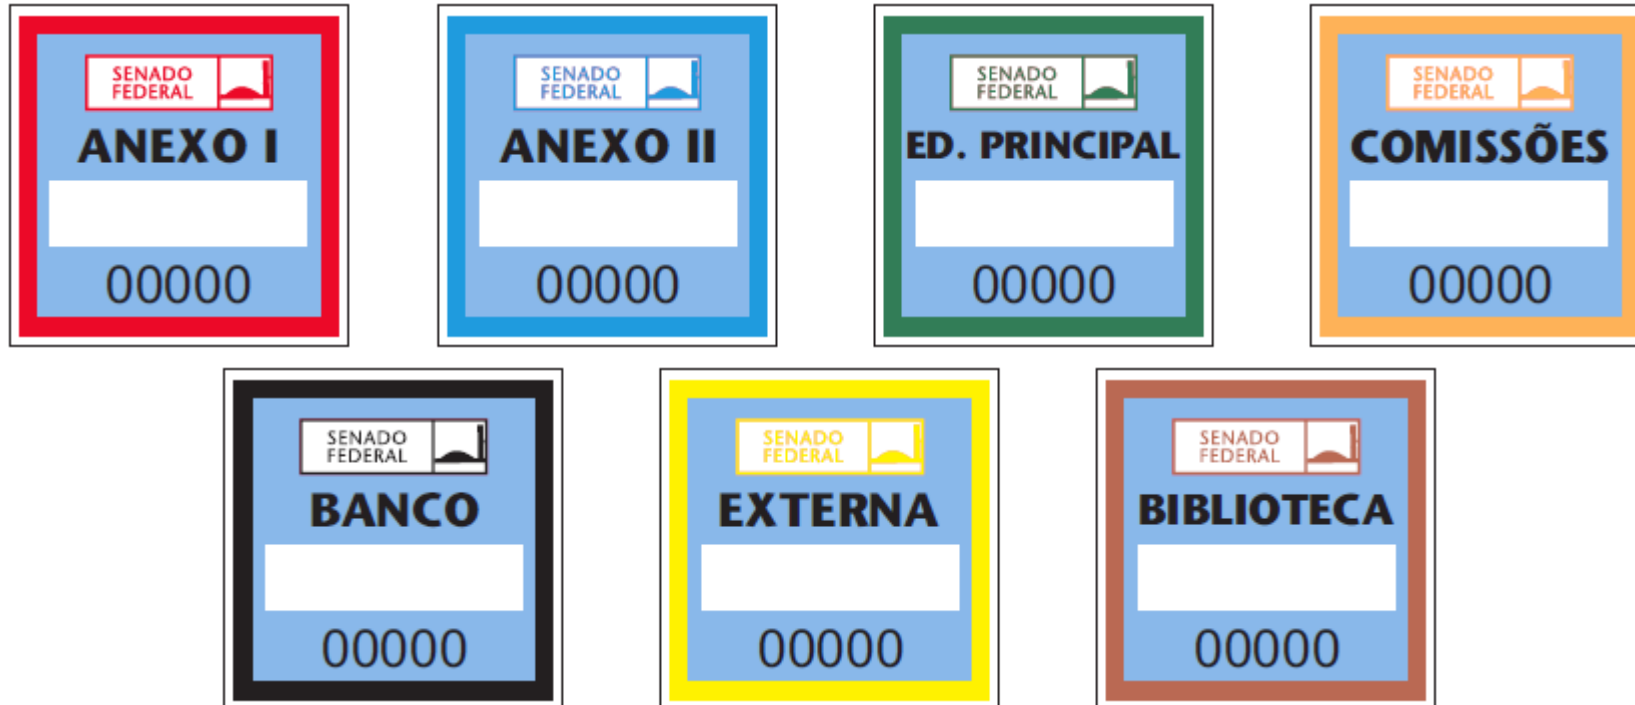 SENADO
FEDERAL
ANEXO I
00000
SENADO
FEDERAL
ANEXO II
00000
SENADO
FEDERAL
ED. PRINCIPAL
00000
SENADO
FEDERAL
COMISSÕES
00000
SENADO
FEDERAL
BANCO
00000
SENADO
FEDERAL
EXTERNA
00000
SENADO
FEDERAL
BIBLIOTECA
00000